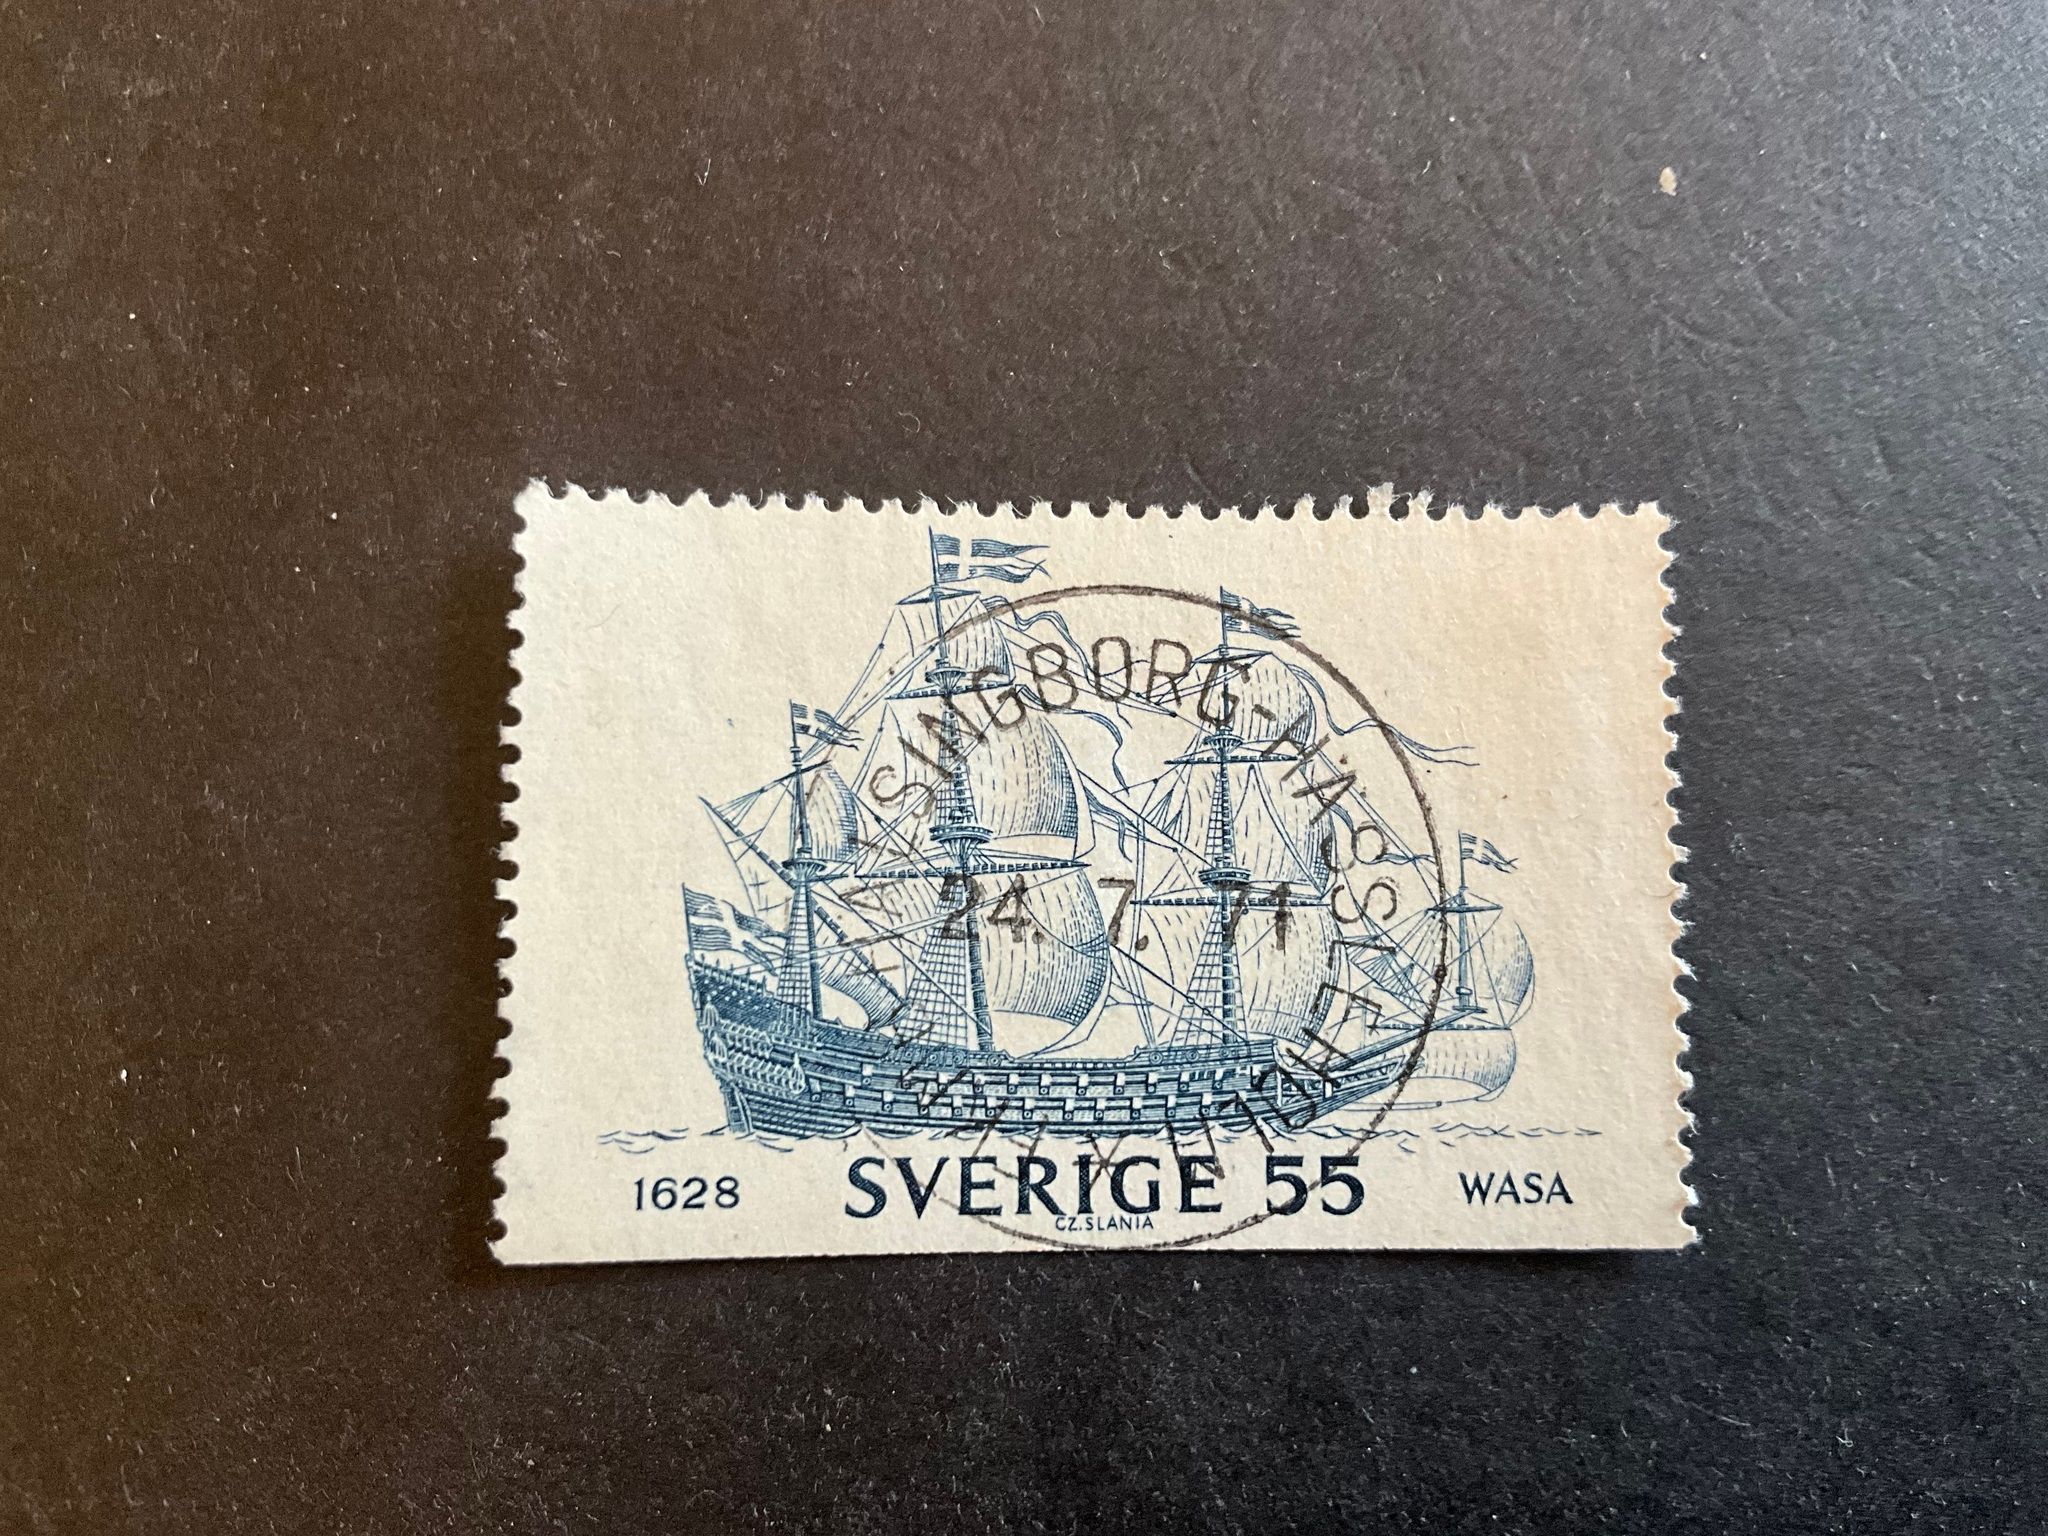 HÄLSINGBORG-HÄSSLEHOLM
24. 7. 71
1628
SVERIGE 55
WASA
CZ.SLANIA